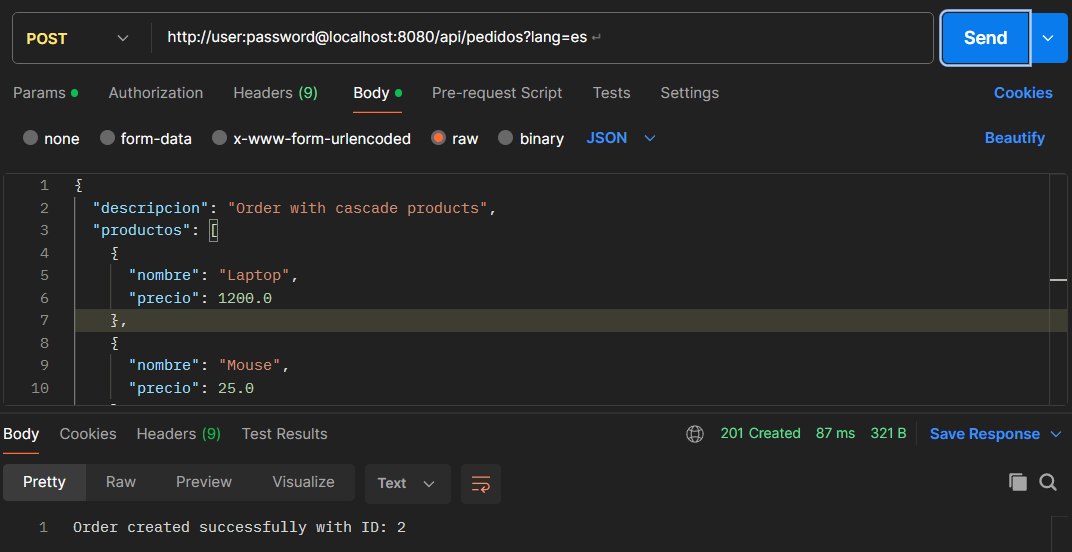 POST http://user:password@localhost:8080/api/pedidos?lang=es Send
Params Authorization Headers (9) Body Pre-request Script Tests Settings Cookies
none form-data x-www-form-urlencoded raw binary JSON Beautify
1 {
2 "descripcion": "Order with cascade products",
3 "productos": [
4 {
5 "nombre": "Laptop",
6 "precio": 1200.0
7 },
8 {
9 "nombre": "Mouse",
10 "precio": 25.0
Body Cookies Headers (9) Test Results 201 Created 87 ms 321 B Save Response
Pretty Raw Preview Visualize Text
1 Order created successfully with ID: 2